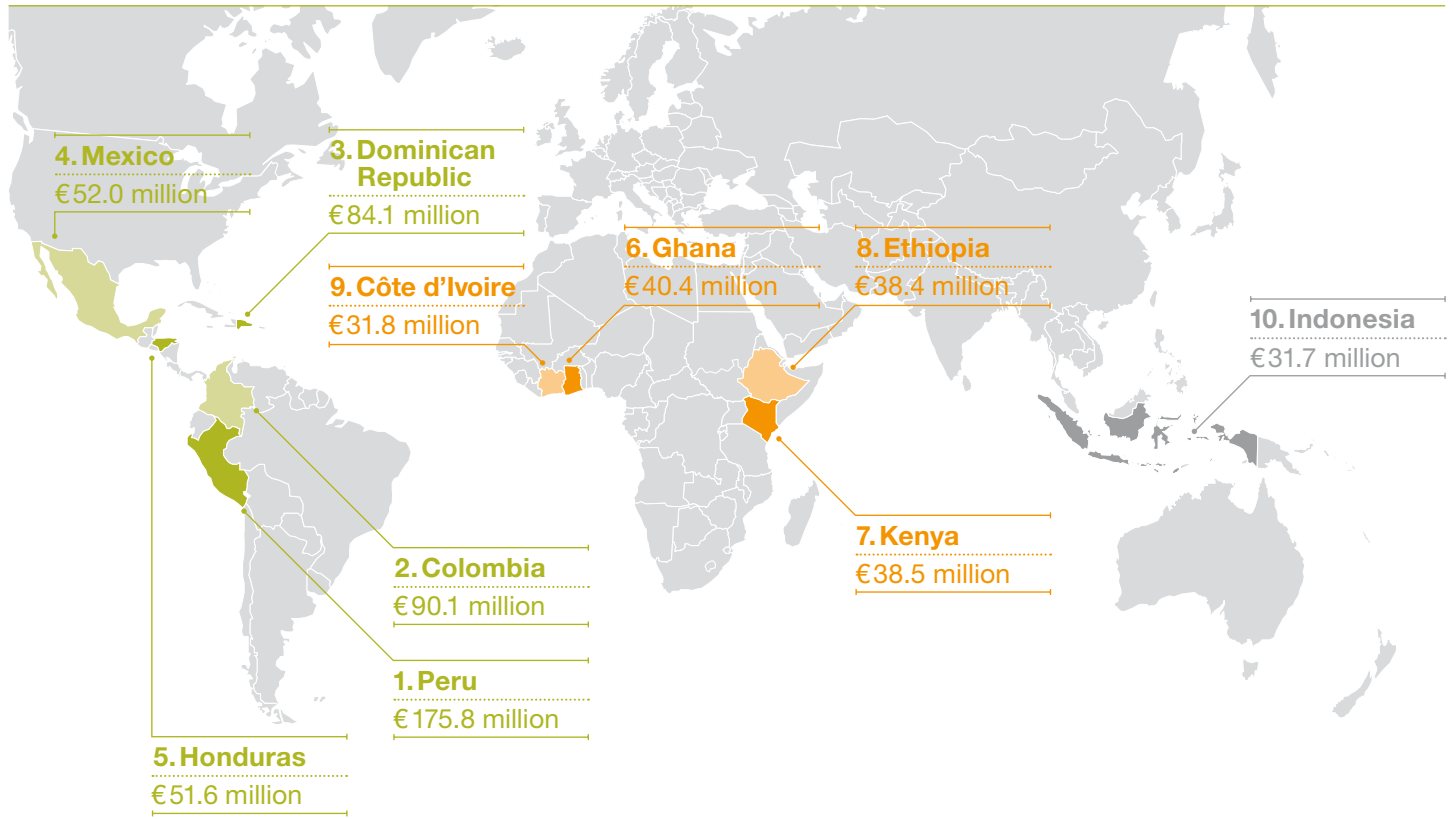 4. Mexico
€52.0 million
3. Dominican
Republic
€84.1 million
6. Ghana
€40.4 million
8. Ethiopia
€38.4 million
9. Côte d’Ivoire
€31.8 million
10. Indonesia
€31.7 million
7. Kenya
€38.5 million
2. Colombia
€90.1 million
1. Peru
€175.8 million
5. Honduras
€51.6 million